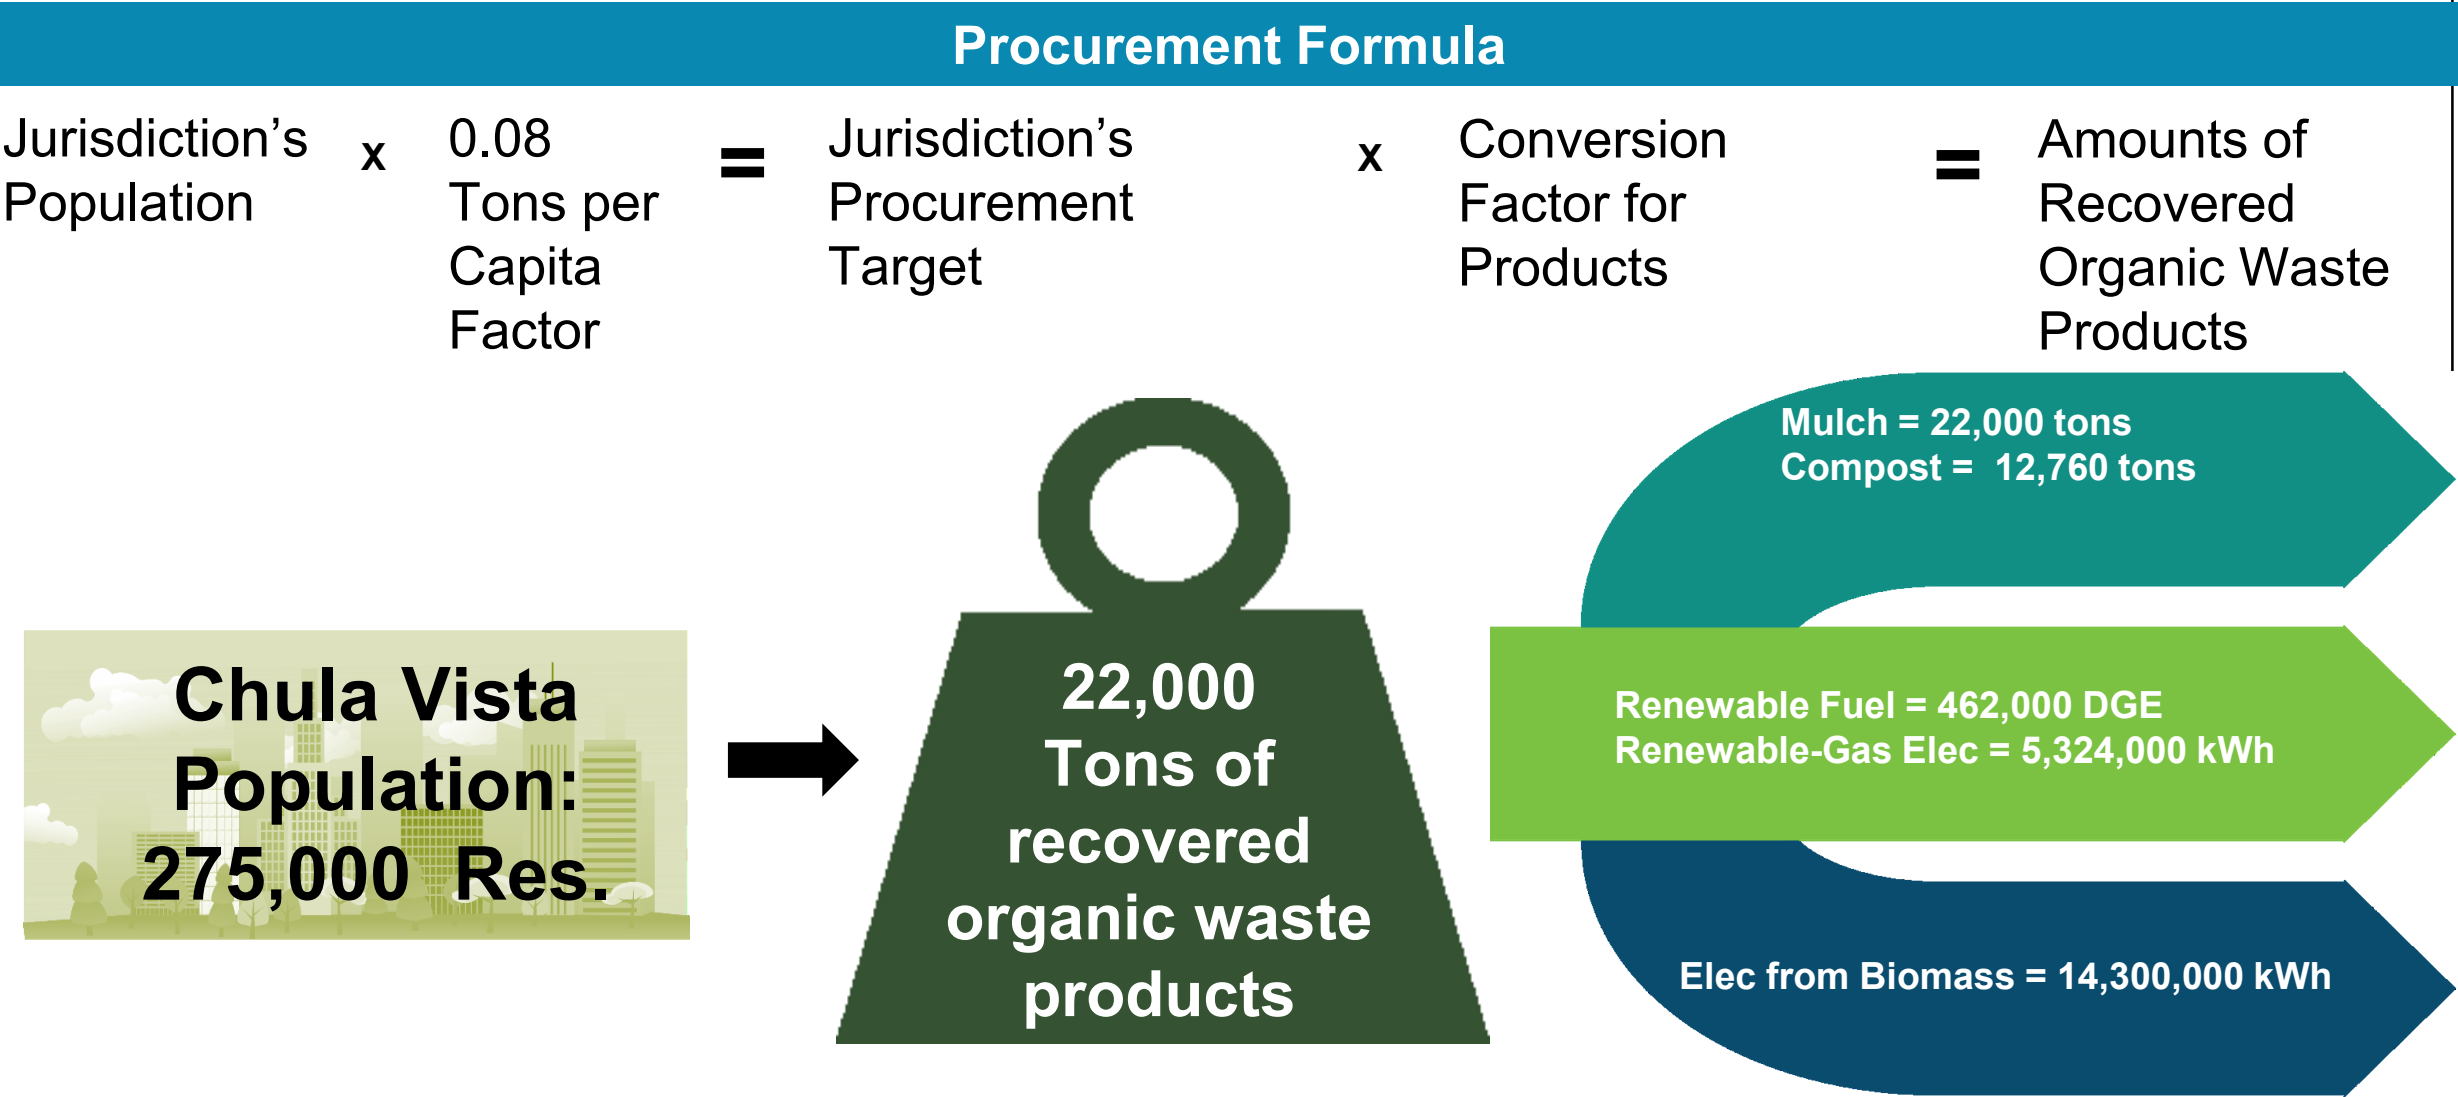 Procurement Formula
Jurisdiction's
Population
x
0.08
Tons per
Capita
Factor
=
Jurisdiction's
Procurement
Target
x
Conversion
Factor for
Products
=
Amounts of
Recovered
Organic Waste
Products
Chula Vista
Population:
275,000 Res.
22,000
Tons of
recovered
organic waste
products
Mulch = 22,000 tons
Compost = 12,760 tons
Renewable Fuel = 462,000 DGE
Renewable-Gas Elec = 5,324,000 kWh
Elec from Biomass = 14,300,000 kWh